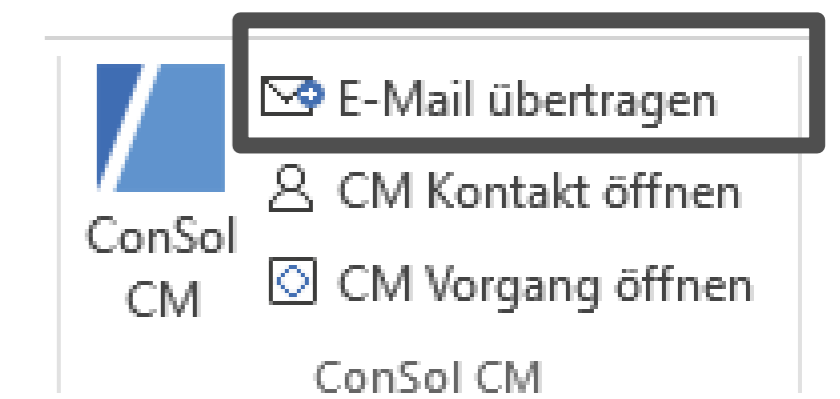 E-Mail übertragen
CM Kontakt öffnen
CM Vorgang öffnen
ConSol
CM
ConSol CM